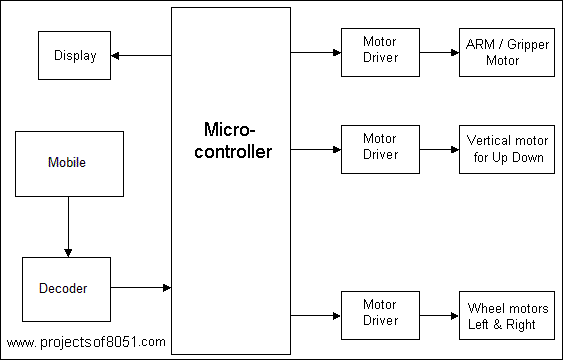 Display
Mobile
Decoder
Micro-
controller
Motor
Driver
ARM / Gripper
Motor
Motor
Driver
Vertical motor
for Up Down
Motor
Driver
Wheel motors
Left & Right
www. projectsof8051.com